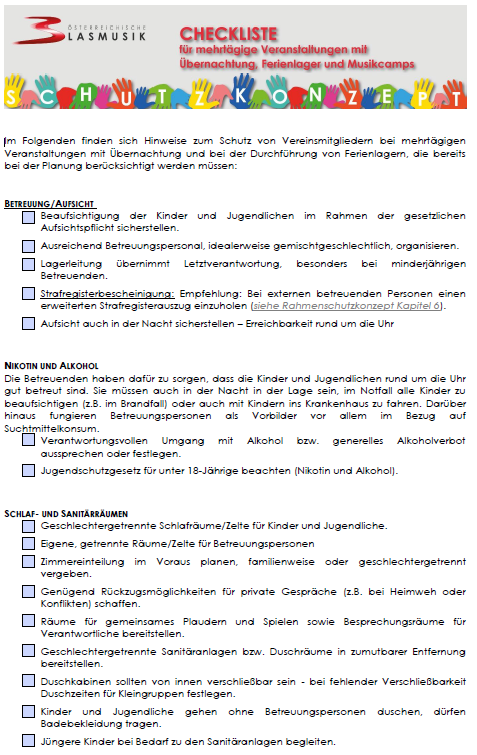 ÖSTERREICHISCHE
BLASMUSIK
CHECKLISTE
für mehrtägige Veranstaltungen mit
Übernachtung, Ferienlager und Musikcamps
SCHUTZKONZEPT
Im Folgenden finden sich Hinweise zum Schutz von Vereinsmitgliedern bei mehrtägigen
Veranstaltungen mit Übernachtung und bei der Durchführung von Ferienlagern, die bereits
bei der Planung berücksichtigt werden müssen:
BETREUUNG/AUFSICHT
Beaufsichtigung der Kinder und Jugendlichen im Rahmen der gesetzlichen
Aufsichtspflicht sicherstellen.
Ausreichend Betreuungspersonal, idealerweise gemischtgeschlechtlich, organisieren.
Lagerleitung übernimmt Letztverantwortung, besonders bei minderjährigen
Betreuenden.
Strafregisterbescheinigung: Empfehlung: Bei externen betreuenden Personen einen
erweiterten Strafregisterauszug einzuholen (siehe Rahmenschutzkonzept Kapitel 6).
Aufsicht auch in der Nacht sicherstellen – Erreichbarkeit rund um die Uhr
NIKOTIN UND ALKOHOL
Die Betreuenden haben dafür zu sorgen, dass die Kinder und Jugendlichen rund um die Uhr
gut betreut sind. Sie müssen auch in der Nacht in der Lage sein, im Notfall alle Kinder zu
beaufsichtigen (z.B. im Brandfall) oder auch mit Kindern ins Krankenhaus zu fahren. Darüber
hinaus fungieren Betreuungspersonen als Vorbilder vor allem im Bezug auf
Suchtmittelkonsum.
Verantwortungsvollen Umgang mit Alkohol bzw. generelles Alkoholverbot
aussprechen oder festlegen.
Jugendschutzgesetz für unter 18-Jährige beachten (Nikotin und Alkohol).
SCHLAF- UND SANITÄRRÄUMEN
Geschlechtergetrennte Schlafräume/Zelte für Kinder und Jugendliche.
Eigene, getrennte Räume/Zelte für Betreuungspersonen
Zimmereinteilung im Voraus planen, familienweise oder geschlechtergetrennt
vergeben.
Genügend Rückzugsmöglichkeiten für private Gespräche (z.B. bei Heimweh oder
Konflikten) schaffen.
Räume für gemeinsames Plaudern und Spielen sowie Besprechungsräume für
Verantwortliche bereitstellen.
Geschlechtergetrennte Sanitäranlagen bzw. Duschräume in zumutbarer Entfernung
bereitstellen.
Duschkabinen sollten von innen verschließbar sein - bei fehlender Verschließbarkeit
Duschzeiten für Kleingruppen festlegen.
Kinder und Jugendliche gehen ohne Betreuungspersonen duschen, dürfen
Badebekleidung tragen.
Jüngere Kinder bei Bedarf zu den Sanitäranlagen begleiten.